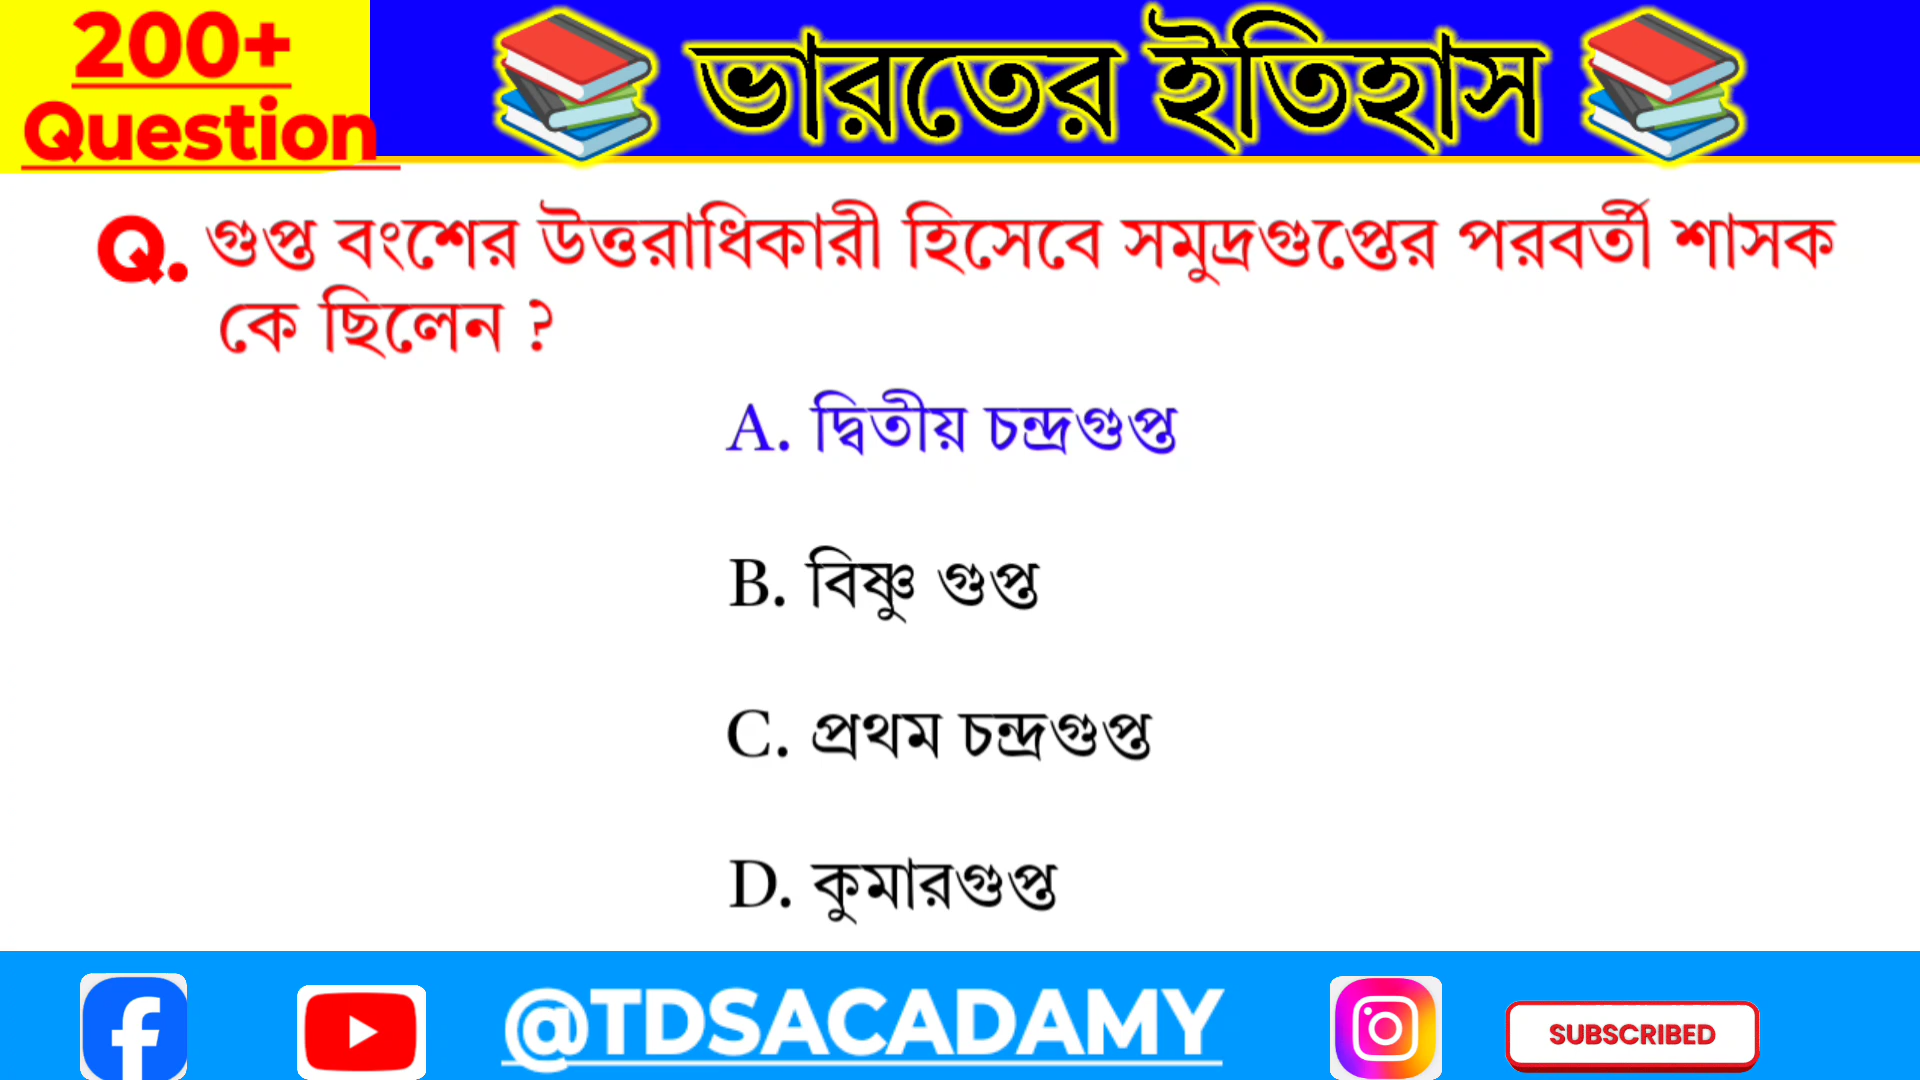 200+
Question
📚 ভারতের ইতিহাস 📚
Q. গুপ্ত বংশের উত্তরাধিকারী হিসেবে সমুদ্রগুপ্তের পরবর্তী শাসক
কে ছিলেন ?
A. দ্বিতীয় চন্দ্রগুপ্ত
B. বিষ্ণু গুপ্ত
C. প্রথম চন্দ্রগুপ্ত
D. কুমারগুপ্ত
@TDSACADAMY
SUBSCRIBED